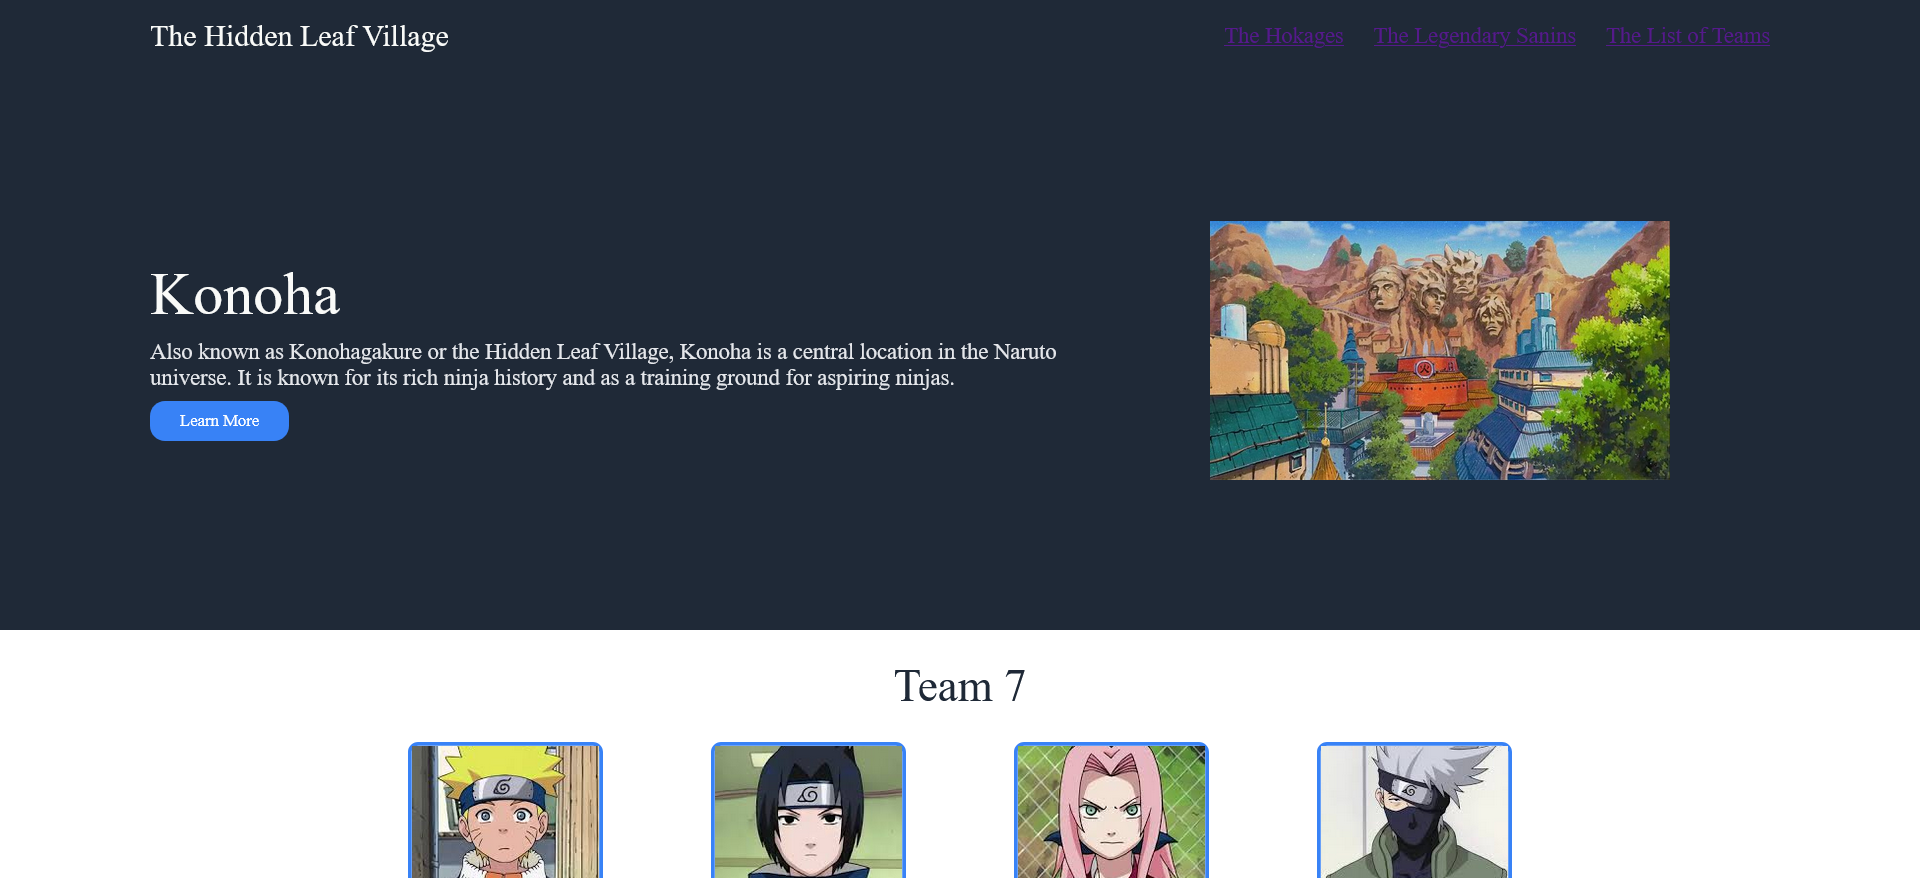 The Hidden Leaf Village
The Hokages The Legendary Sanins The List of Teams
Konoha
Also known as Konohagakure or the Hidden Leaf Village, Konoha is a central location in the Naruto
universe. It is known for its rich ninja history and as a training ground for aspiring ninjas.
火
Learn More
Team 7